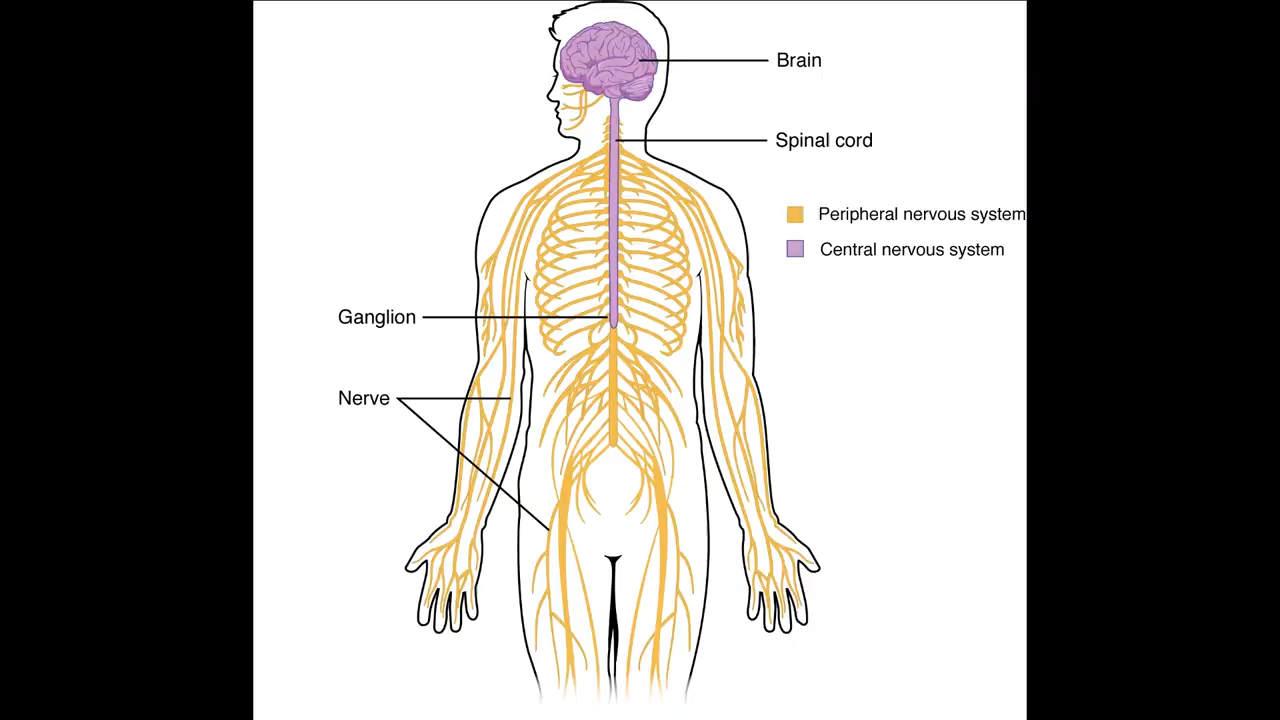 Brain
Spinal cord
Peripheral nervous system
Central nervous system
Ganglion
Nerve